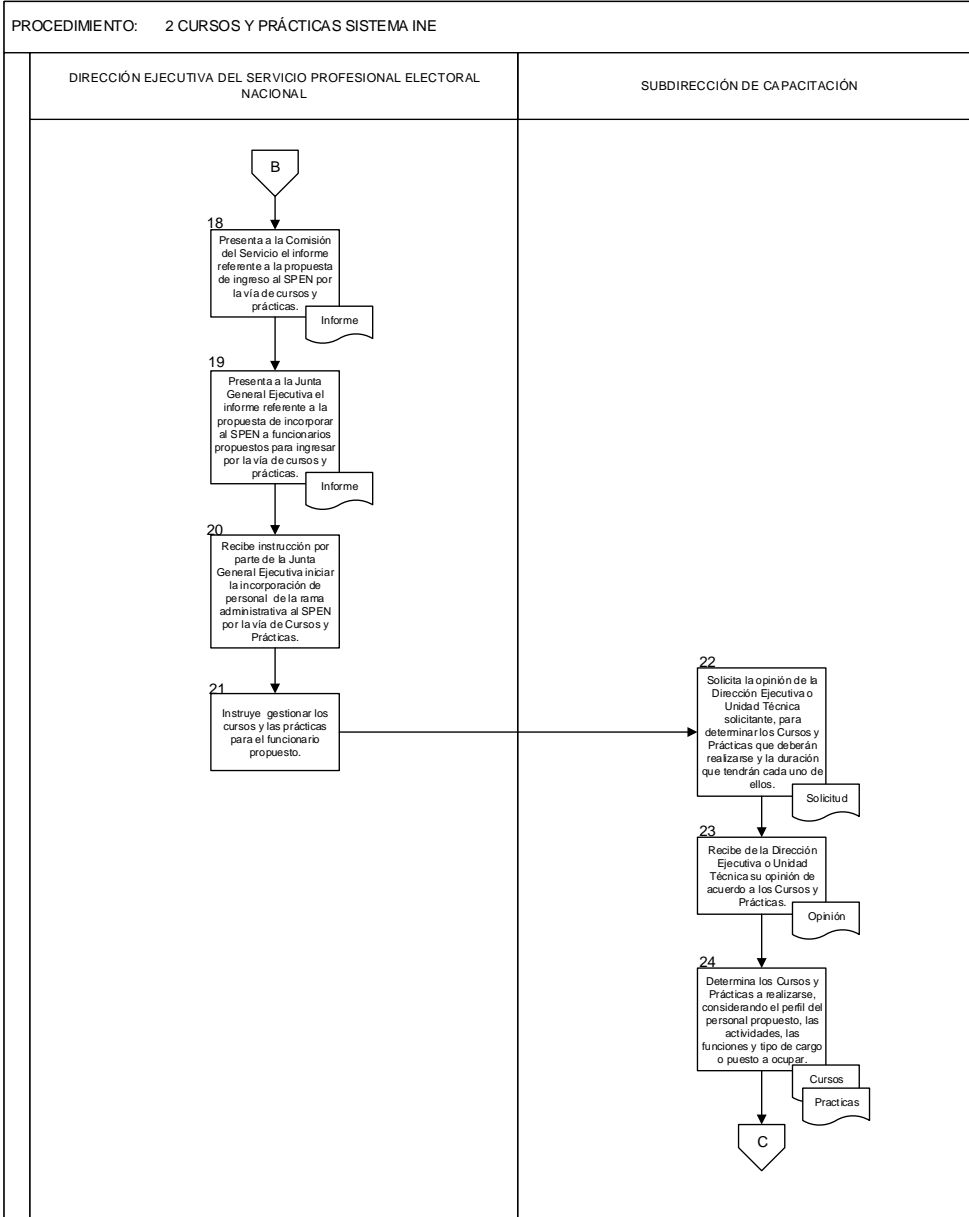 PROCEDIMIENTO: 2 CURSOS Y PRÁCTICAS SISTEMA INE
DIRECCIÓN EJECUTIVA DEL SERVICIO PROFESIONAL ELECTORAL
NACIONAL
SUBDIRECCIÓN DE CAPACITACIÓN
B
18
Presenta a la Comisión
del Servicio el informe
referente a la propuesta
de ingreso al SPEN por
la vía de cursos y
prácticas.
Informe
19
Presenta a la Junta
General Ejecutiva el
informe referente a la
propuesta de incorporar
al SPEN a funcionarios
propuestos para ingresar
por la vía de cursos y
prácticas.
Informe
20
Recibe instrucción por
parte de la Junta
General Ejecutiva iniciar
la incorporación de
personal de la rama
administrativa al SPEN
por la vía de Cursos y
Prácticas.
21
Instruye gestionar los
cursos y las prácticas
para el funcionario
propuesto.
22
Solicita la opinión de la
Dirección Ejecutiva o
Unidad Técnica
solicitante, para
determinar los Cursos y
Prácticas que deberán
realizarse y la duración
que tendrán cada uno de
ellos.
Solicitud
23
Recibe de la Dirección
Ejecutiva o Unidad
Técnica su opinión de
acuerdo a los Cursos y
Prácticas.
Opinión
24
Determina los Cursos y
Prácticas a realizarse,
considerando el perfil del
personal propuesto, las
actividades, las
funciones y tipo de cargo
o puesto a ocupar.
Cursos
Practicas
C